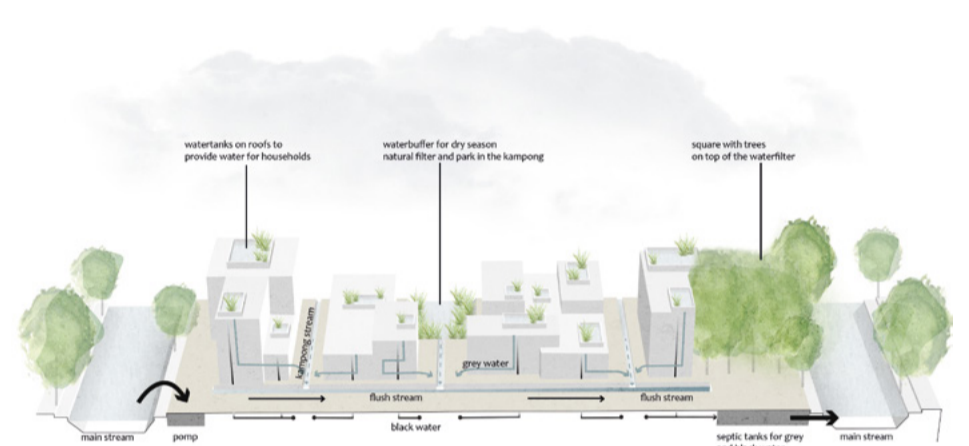 watertanks on roofs to
provide water for households
waterbuffer for dry season
natural filter and park in the kampong
square with trees
on top of the waterfilter
kampong stream
grey water
flush stream
flush stream
black water
main stream
pomp
septic tanks for grey
main stream